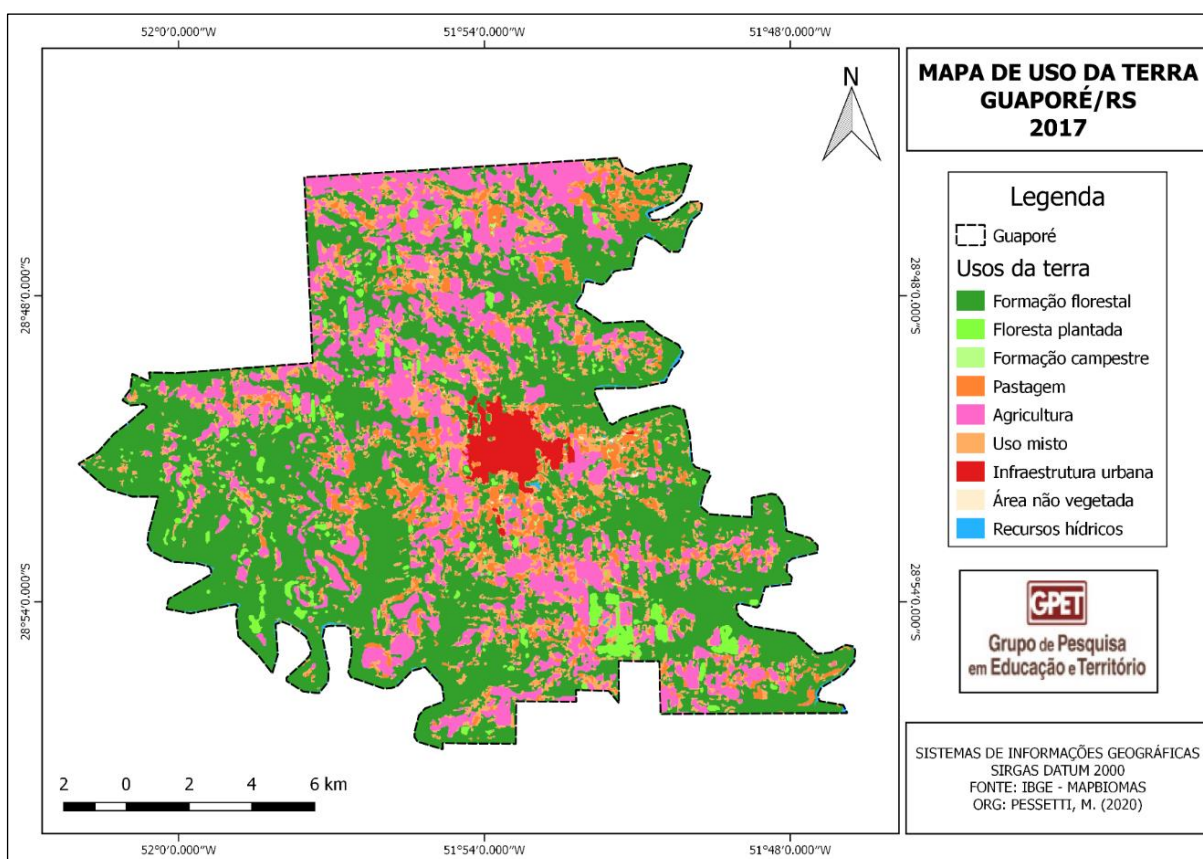 52°0'0.000"W
51°54'0.000"W
51°48'0.000"W
MAPA DE USO DA TERRA
GUAPORÉ/RS
2017
N
Legenda
Guaporé
Usos da terra
Formação florestal
Floresta plantada
Formação campestre
Pastagem
Agricultura
Uso misto
Infraestrutura urbana
Área não vegetada
Recursos hídricos
28°48'0.000"S
28°48'0.000"S
28°54'0.000"S
28°54'0.000"S
GPET
Grupo de Pesquisa
em Educação e Território
2 0 2 4 6 km
SISTEMAS DE INFORMAÇÕES GEOGRÁFICAS
SIRGAS DATUM 2000
FONTE: IBGE - MAPBIOMAS
ORG: PESSETTI, M. (2020)
52°0'0.000"W
51°54'0.000"W
51°48'0.000"W